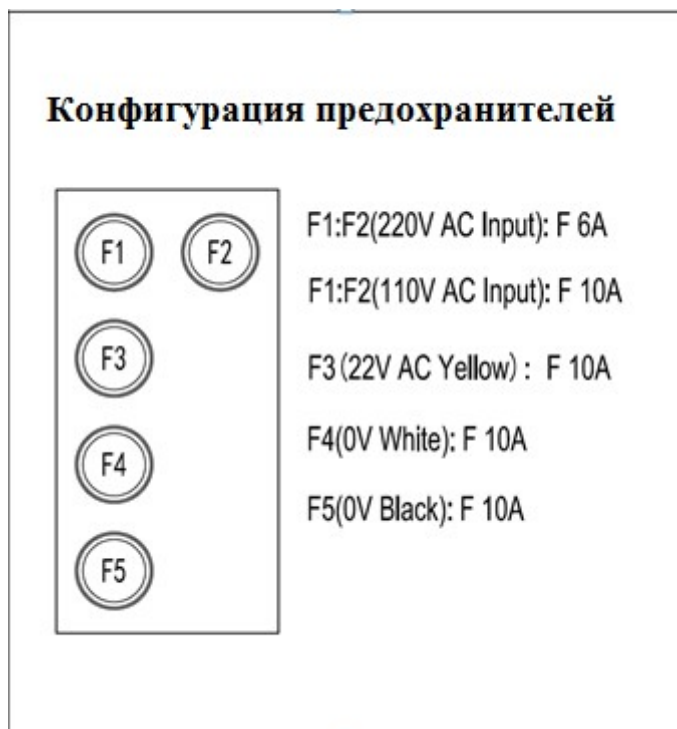 Конфигурация предохранителей
F1 F2
F1:F2(220V AC Input): F 6A
F1:F2(110V AC Input): F 10A
F3
F3(22V AC Yellow) : F 10A
F4
F4(0V White): F 10A
F5(0V Black): F 10A
F5